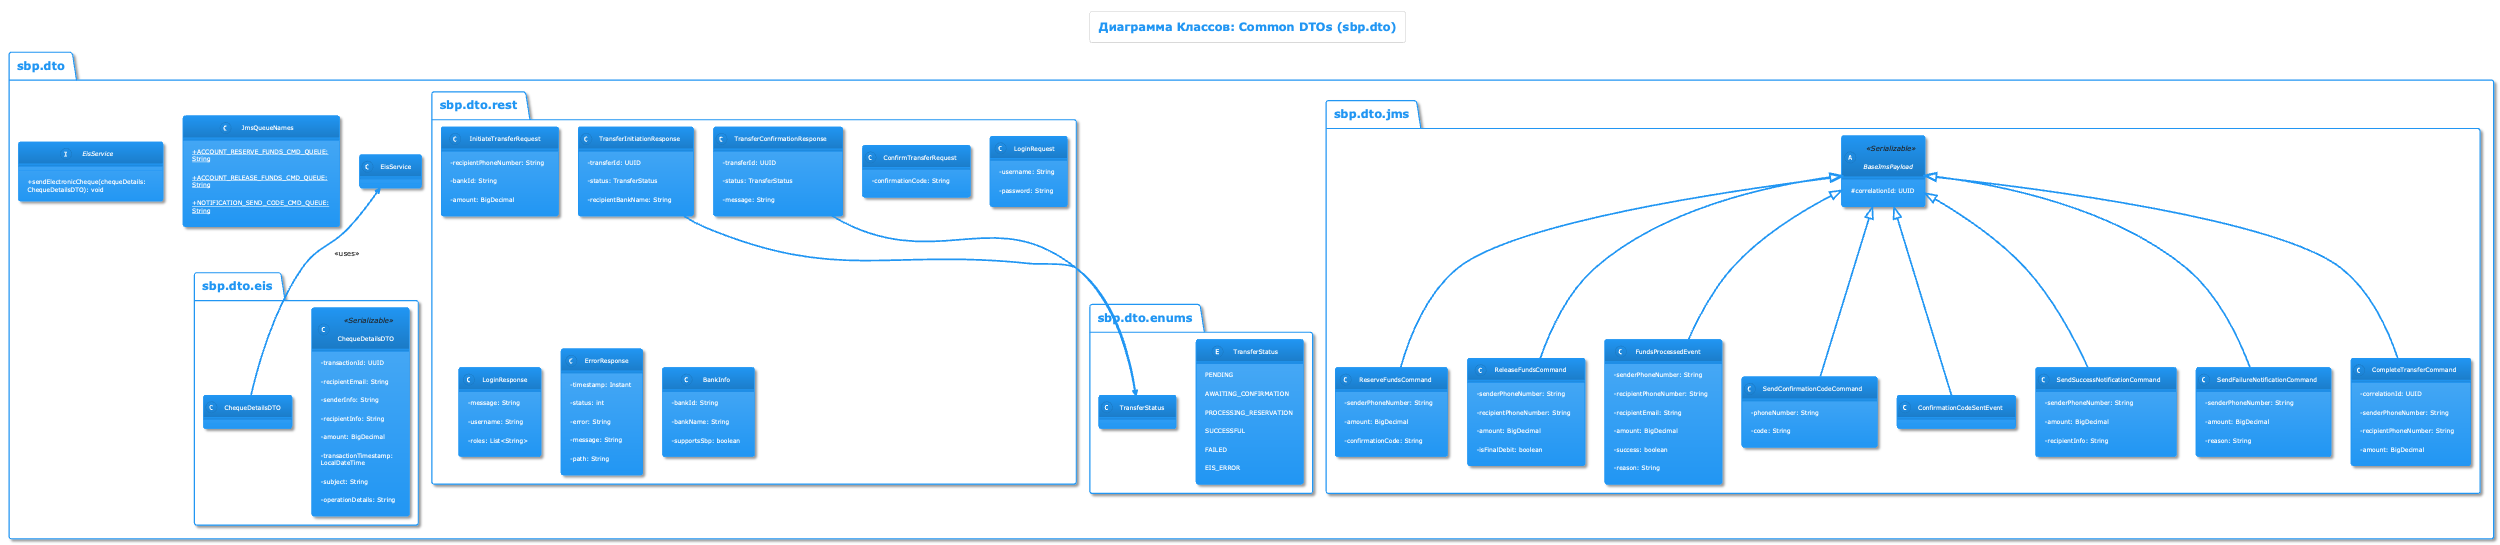 Диаграмма Классов: Common DTOs (sbp.dto)
sbp.dto
I EisService
+sendElectronicCheque(chequeDetails:
ChequeDetailsDTO): void
C JmsQueueNames
+ACCOUNT_RESERVE_FUNDS_CMD_QUEUE:
String
+ACCOUNT_RELEASE_FUNDS_CMD_QUEUE:
String
+NOTIFICATION_SEND_CODE_CMD_QUEUE:
String
C EisService
«uses»
sbp.dto.eis
C ChequeDetailsDTO
«Serializable»
C
ChequeDetailsDTO
-transactionId: UUID
-recipientEmail: String
-senderInfo: String
-recipientInfo: String
-amount: BigDecimal
-transactionTimestamp:
LocalDateTime
-subject: String
-operationDetails: String
sbp.dto.rest
C InitiateTransferRequest
-recipientPhoneNumber: String
-bankId: String
-amount: BigDecimal
C TransferInitiationResponse
-transferId: UUID
-status: TransferStatus
-recipientBankName: String
C TransferConfirmationResponse
-transferId: UUID
-status: TransferStatus
-message: String
C ConfirmTransferRequest
-confirmationCode: String
C LoginRequest
-username: String
-password: String
C LoginResponse
-message: String
-username: String
-roles: List<String>
C ErrorResponse
-timestamp: Instant
-status: int
-error: String
-message: String
-path: String
C BankInfo
-bankId: String
-bankName: String
-supportsSbp: boolean
sbp.dto.enums
C TransferStatus
E TransferStatus
PENDING
AWAITING_CONFIRMATION
PROCESSING_RESERVATION
SUCCESSFUL
FAILED
EIS_ERROR
sbp.dto.jms
«Serializable»
A
BaseJmsPayload
#correlationId: UUID
C ReserveFundsCommand
-senderPhoneNumber: String
-amount: BigDecimal
-confirmationCode: String
C ReleaseFundsCommand
-senderPhoneNumber: String
-recipientPhoneNumber: String
-amount: BigDecimal
-isFinalDebit: boolean
C FundsProcessedEvent
-senderPhoneNumber: String
-recipientPhoneNumber: String
-recipientEmail: String
-amount: BigDecimal
-success: boolean
-reason: String
C SendConfirmationCodeCommand
-phoneNumber: String
-code: String
C ConfirmationCodeSentEvent
C SendSuccessNotificationCommand
-senderPhoneNumber: String
-amount: BigDecimal
-recipientInfo: String
C SendFailureNotificationCommand
-senderPhoneNumber: String
-amount: BigDecimal
-reason: String
C CompleteTransferCommand
-correlationId: UUID
-senderPhoneNumber: String
-recipientPhoneNumber: String
-amount: BigDecimal